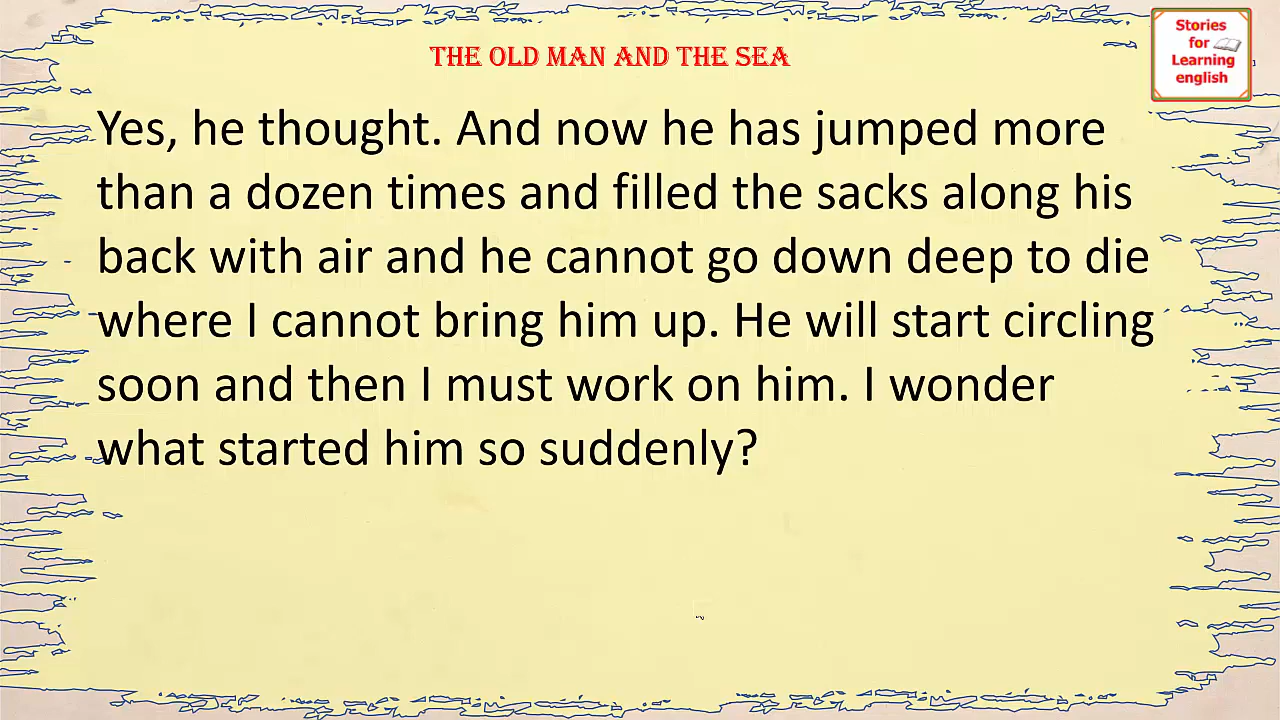 THE OLD MAN AND THE SEA
Stories
for
Learning
english
Yes, he thought. And now he has jumped more
than a dozen times and filled the sacks along his
back with air and he cannot go down deep to die
where I cannot bring him up. He will start circling
soon and then I must work on him. I wonder
what started him so suddenly?